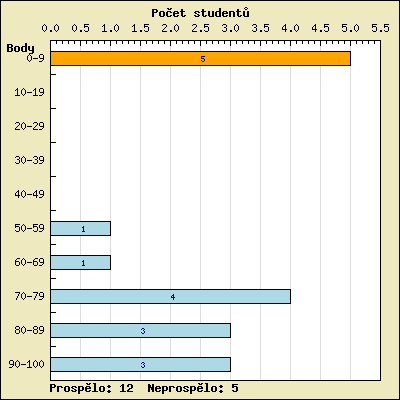 Počet studentů
0.0 0.5 1.0 1.5 2.0 2.5 3.0 3.5 4.0 4.5 5.0 5.5
Body
0-9 5
10-19
20-29
30-39
40-49
50-59 1
60-69 1
70-79 4
80-89 3
90-100 3
Prospělo: 12 Neprospělo: 5